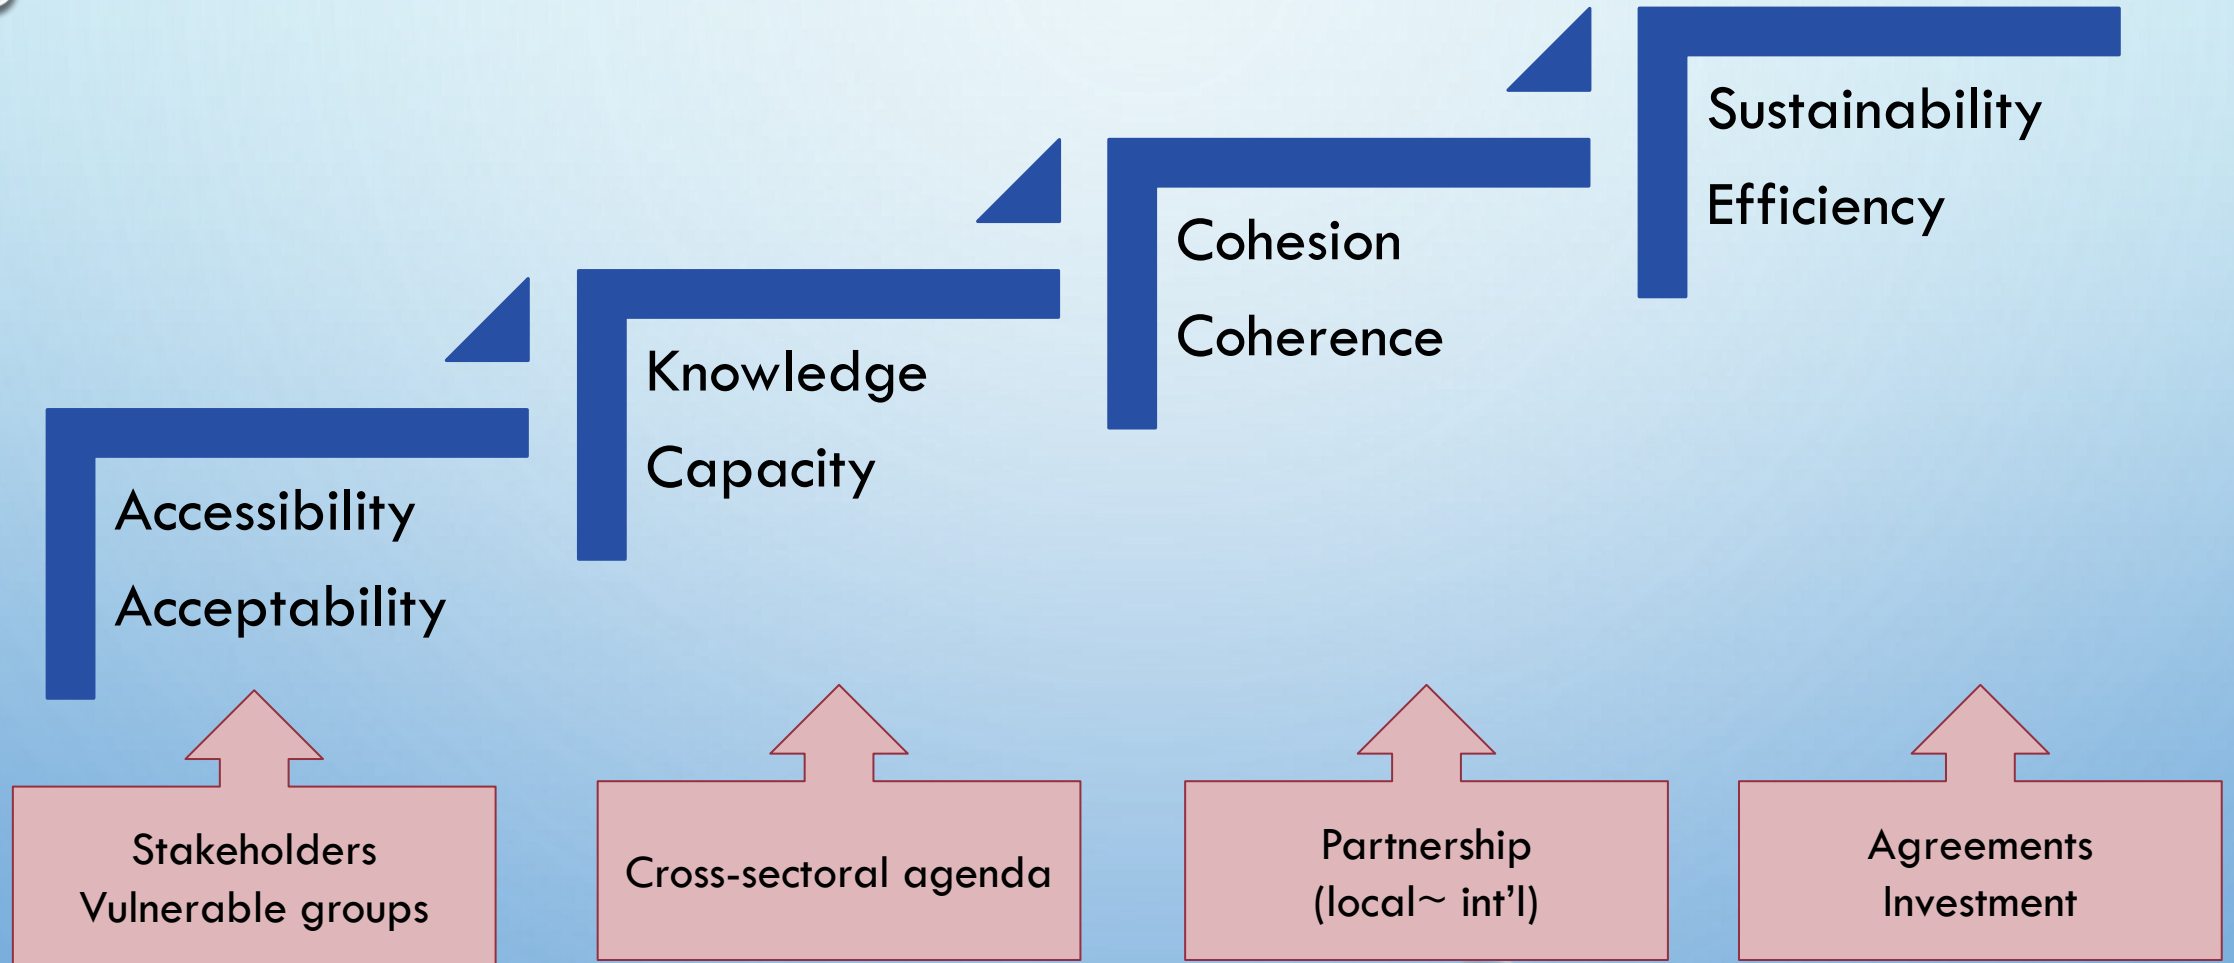 Accessibility
Acceptability
Knowledge
Capacity
Cohesion
Coherence
Sustainability
Efficiency
Stakeholders
Vulnerable groups
Cross-sectoral agenda
Partnership
(local~ int’l)
Agreements
Investment